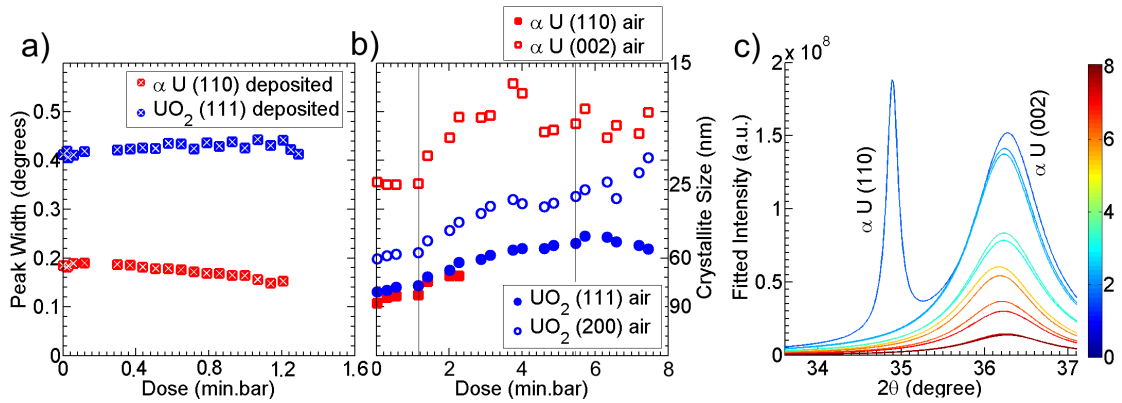 a)
α U (110) deposited
UO2 (111) deposited
Peak Width (degrees)
0.5
0.4
0.3
0.2
0.1
0
0 0.4 0.8 1.2 1.6
Dose (min.bar)
b)
α U (110) air
α U (002) air
15
25
60
90
Crystallite Size (nm)
UO2 (111) air
UO2 (200) air
0 2 4 6 8
Dose (min.bar)
c)
2 x 10^8
1.5
1
0.5
0
Fitted Intensity (a.u.)
α U (110)
α U (002)
34 35 36 37
2θ (degree)
8
6
4
2
0